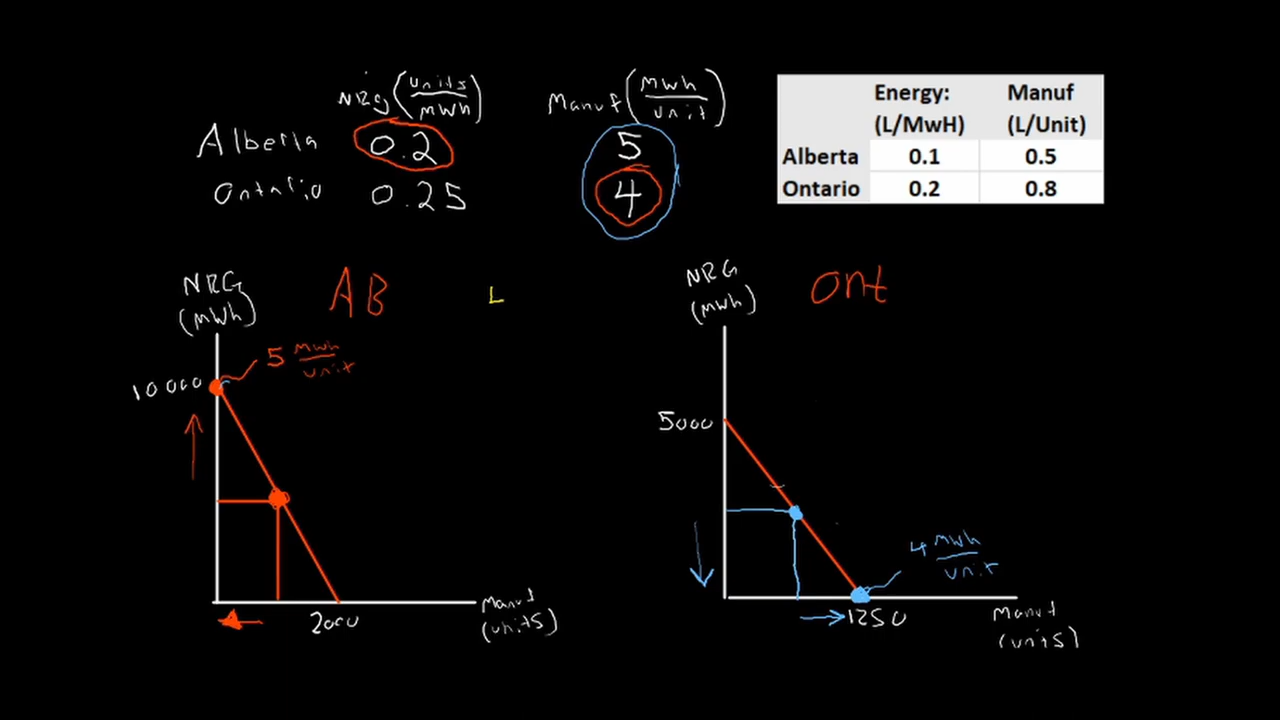 NRG (units/MWH) Manuf (MWh/unit)
Alberta 0.2 5
Ontario 0.25 4
Energy: Manuf
(L/MwH) (L/Unit)
Alberta 0.1 0.5
Ontario 0.2 0.8
NRG
(MWh)
AB
L
5 MWh/unit
10000
2000
Manuf
(units)
NRG
(MWh)
Ont
5000
4 MWh/unit
1250
Manuf
(units)